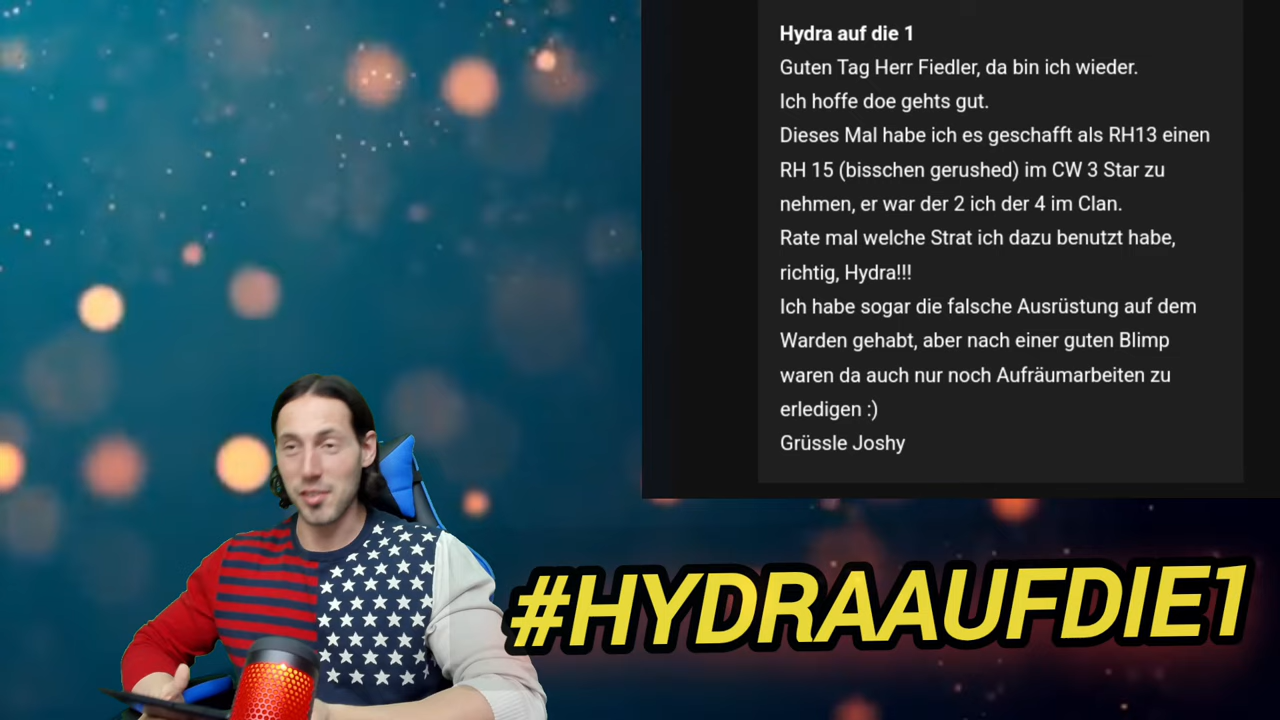 Hydra auf die 1
Guten Tag Herr Fiedler, da bin ich wieder.
Ich hoffe doe gehts gut.
Dieses Mal habe ich es geschafft als RH13 einen
RH 15 (bisschen gerushed) im CW 3 Star zu
nehmen, er war der 2 ich der 4 im Clan.
Rate mal welche Strat ich dazu benutzt habe,
richtig, Hydra!!!
Ich habe sogar die falsche Ausrüstung auf dem
Warden gehabt, aber nach einer guten Blimp
waren da auch nur noch Aufräumarbeiten zu
erledigen :)
Grüssle Joshy
#HYDRAAUFDIE1